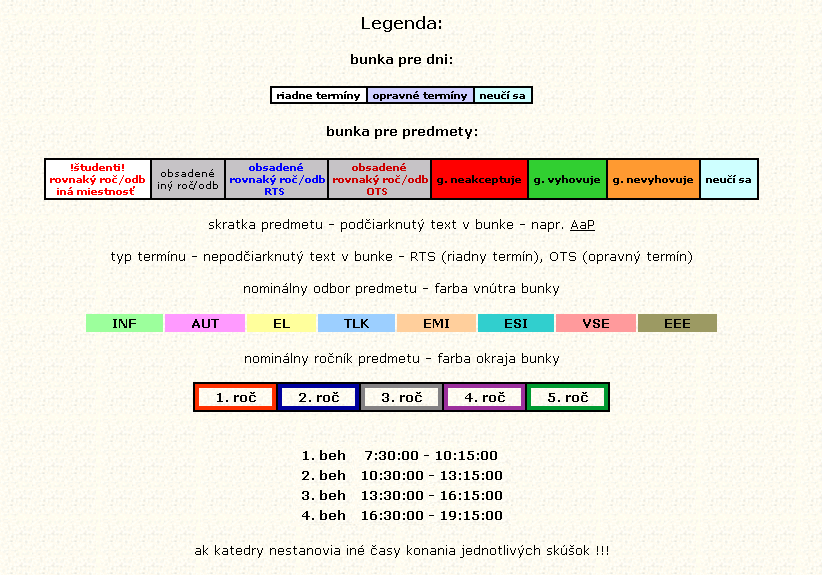 Legenda:
bunka pre dni:
riadne termíny opravné termíny neučí sa
bunka pre predmety:
!študenti! rovnaký roč/odb iná miestnosť
obsadené iný roč/odb
obsadené rovnaký roč/odb RTS
obsadené rovnaký roč/odb OTS
g. neakceptuje
g. vyhovuje
g. nevyhovuje
neučí sa
skratka predmetu - podčiarknutý text v bunke - napr. AaP
typ termínu - nepodčiarknutý text v bunke - RTS (riadny termín), OTS (opravný termín)
nominálny odbor predmetu - farba vnútra bunky
INF AUT EL TLK EMI ESI VSE EEE
nominálny ročník predmetu - farba okraja bunky
1. roč 2. roč 3. roč 4. roč 5. roč
1. beh 7:30:00 - 10:15:00
2. beh 10:30:00 - 13:15:00
3. beh 13:30:00 - 16:15:00
4. beh 16:30:00 - 19:15:00
ak katedry nestanovia iné časy konania jednotlivých skúšok !!!